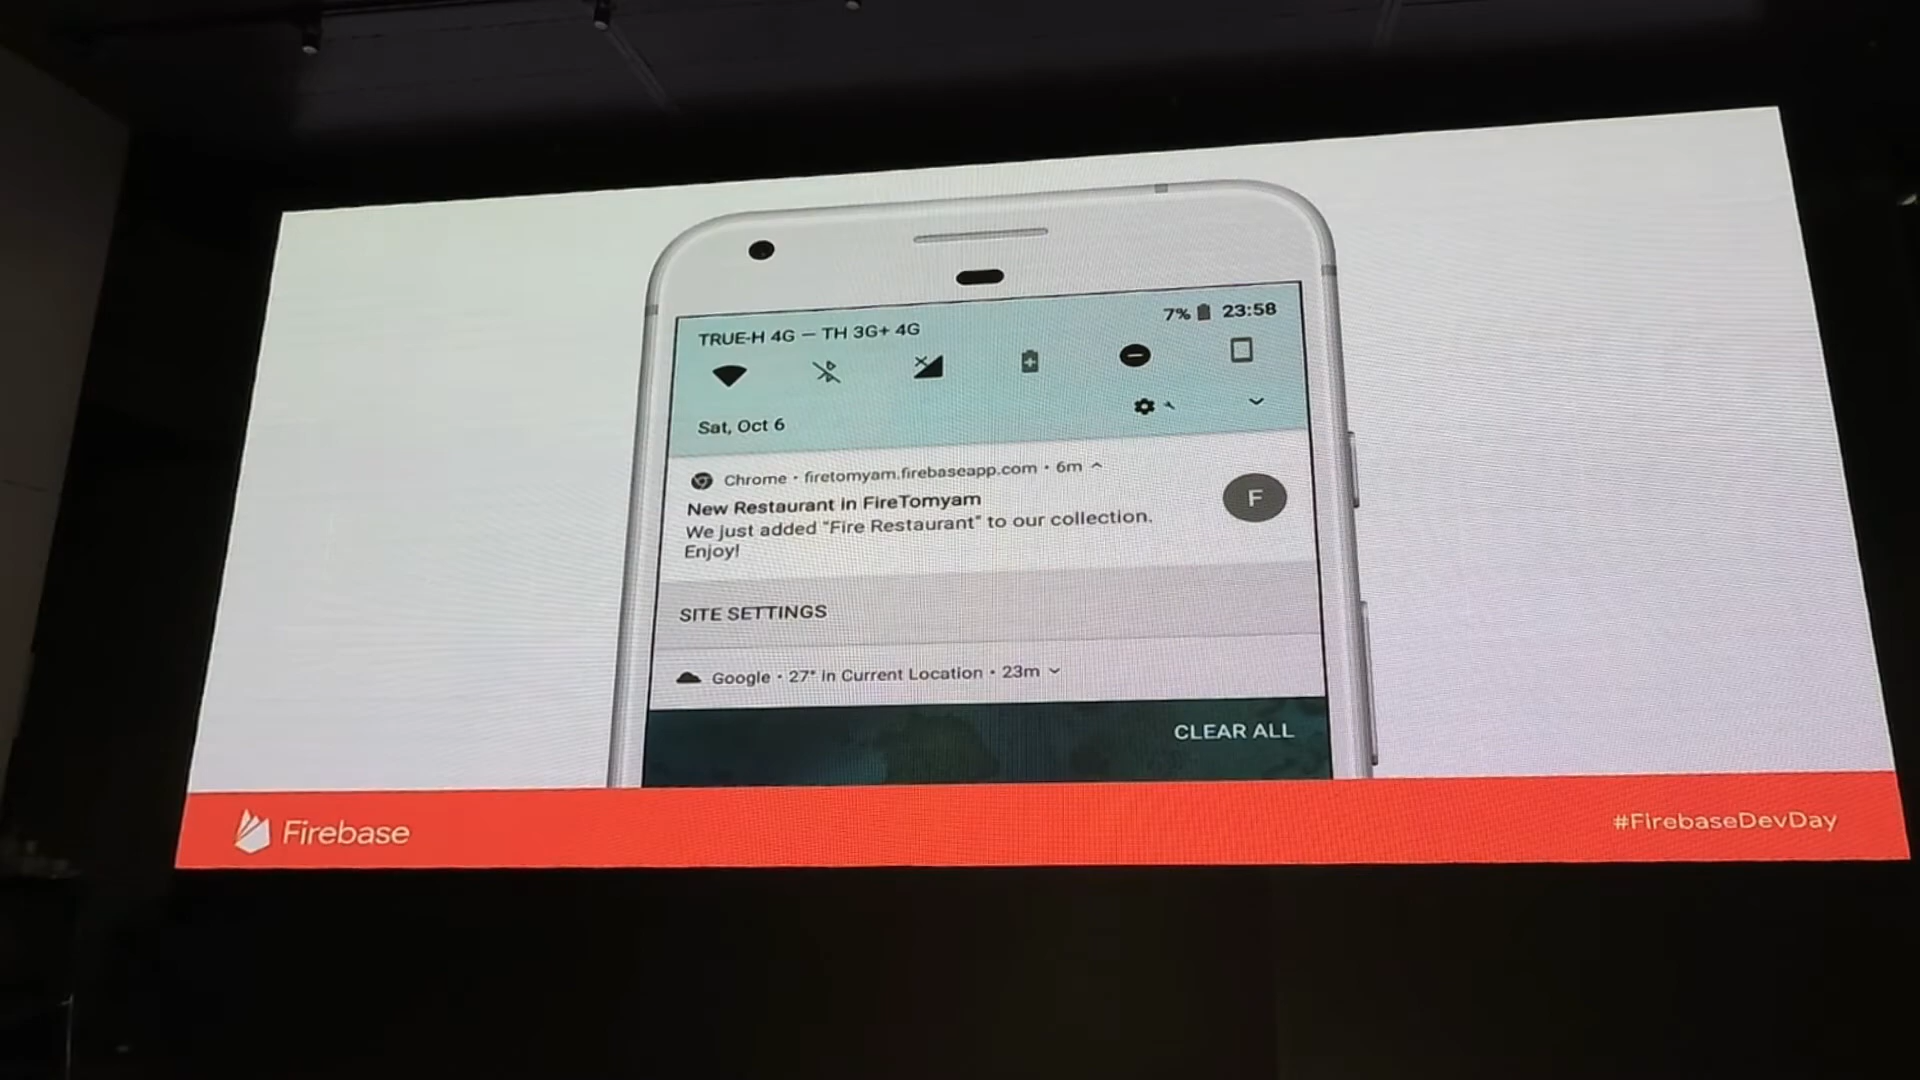 TRUE-H 4G — TH 3G+ 4G
7% 23:58
Sat, Oct 6
Chrome · firetomyam.firebaseapp.com · 6m
New Restaurant in FireTomyam
We just added "Fire Restaurant" to our collection.
Enjoy!
F
SITE SETTINGS
Google · 27° in Current Location · 23m
CLEAR ALL
Firebase
#FirebaseDevDay